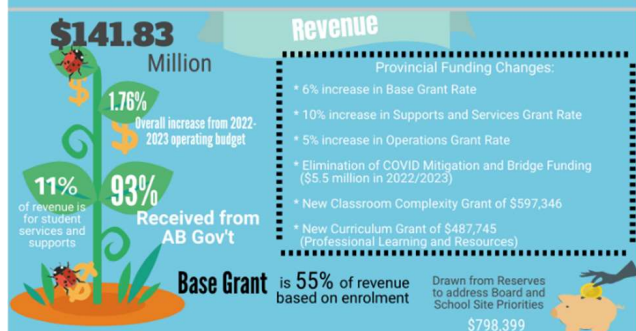 Revenue
$141.83
Million
1.76%
Overall increase from 2022-
2023 operating budget
11%
of revenue is
for student
services and
supports
93%
Received from
AB Gov't
Provincial Funding Changes:
* 6% increase in Base Grant Rate
* 10% increase in Supports and Services Grant Rate
* 5% increase in Operations Grant Rate
* Elimination of COVID Mitigation and Bridge Funding
($5.5 million in 2022/2023)
* New Classroom Complexity Grant of $597,346
* New Curriculum Grant of $487,745
(Professional Learning and Resources)
Base Grant is 55% of revenue
based on enrolment
Drawn from Reserves
to address Board and
School Site Priorities
$798,399